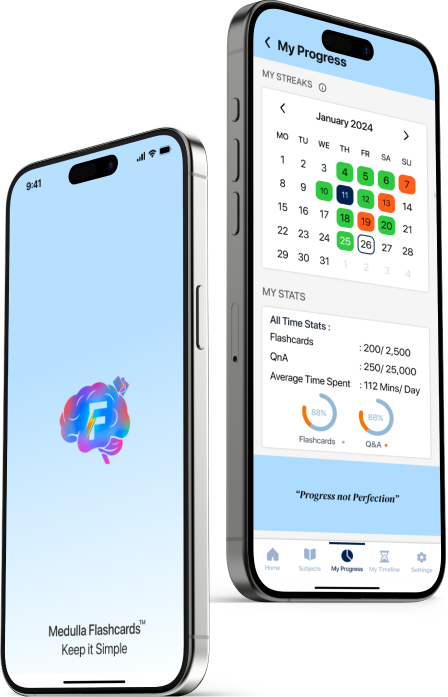 9:41
F
Medulla Flashcards™
Keep it Simple
My Progress
MY STREAKS
January 2024
MO TU WE TH FR SA SU
1 2 3 4 5 6 7
8 9 10 11 12 13 14
15 16 17 18 19 20 21
22 23 24 25 26 27 28
29 30 31 1 2 3 4
MY STATS
All Time Stats :
Flashcards : 200/ 2,500
QnA : 250/ 25,000
Average Time Spent : 112 Mins/ Day
88% 88%
Flashcards Q&A
“Progress not Perfection”
Home Subjects My Progress My Timeline Settings